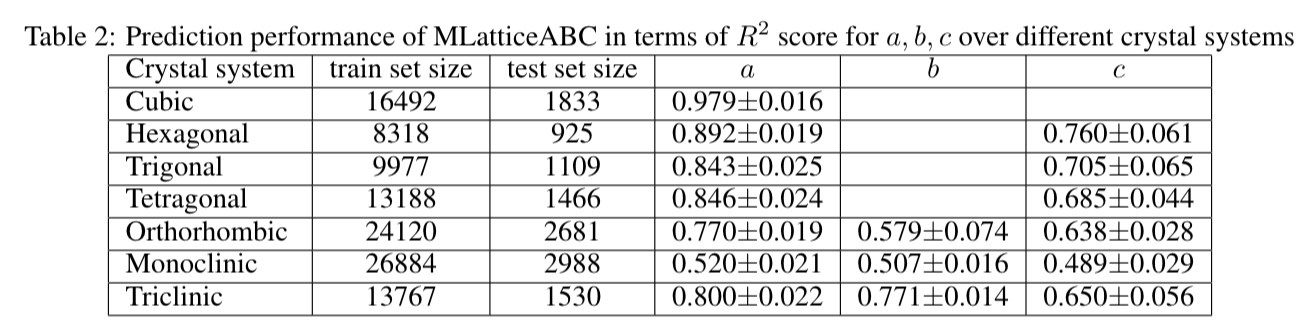 Table 2: Prediction performance of MLatticeABC in terms of R² score for a, b, c over different crystal systems
Crystal system train set size test set size a b c
Cubic 16492 1833 0.979±0.016
Hexagonal 8318 925 0.892±0.019 0.760±0.061
Trigonal 9977 1109 0.843±0.025 0.705±0.065
Tetragonal 13188 1466 0.846±0.024 0.685±0.044
Orthorhombic 24120 2681 0.770±0.019 0.579±0.074 0.638±0.028
Monoclinic 26884 2988 0.520±0.021 0.507±0.016 0.489±0.029
Triclinic 13767 1530 0.800±0.022 0.771±0.014 0.650±0.056